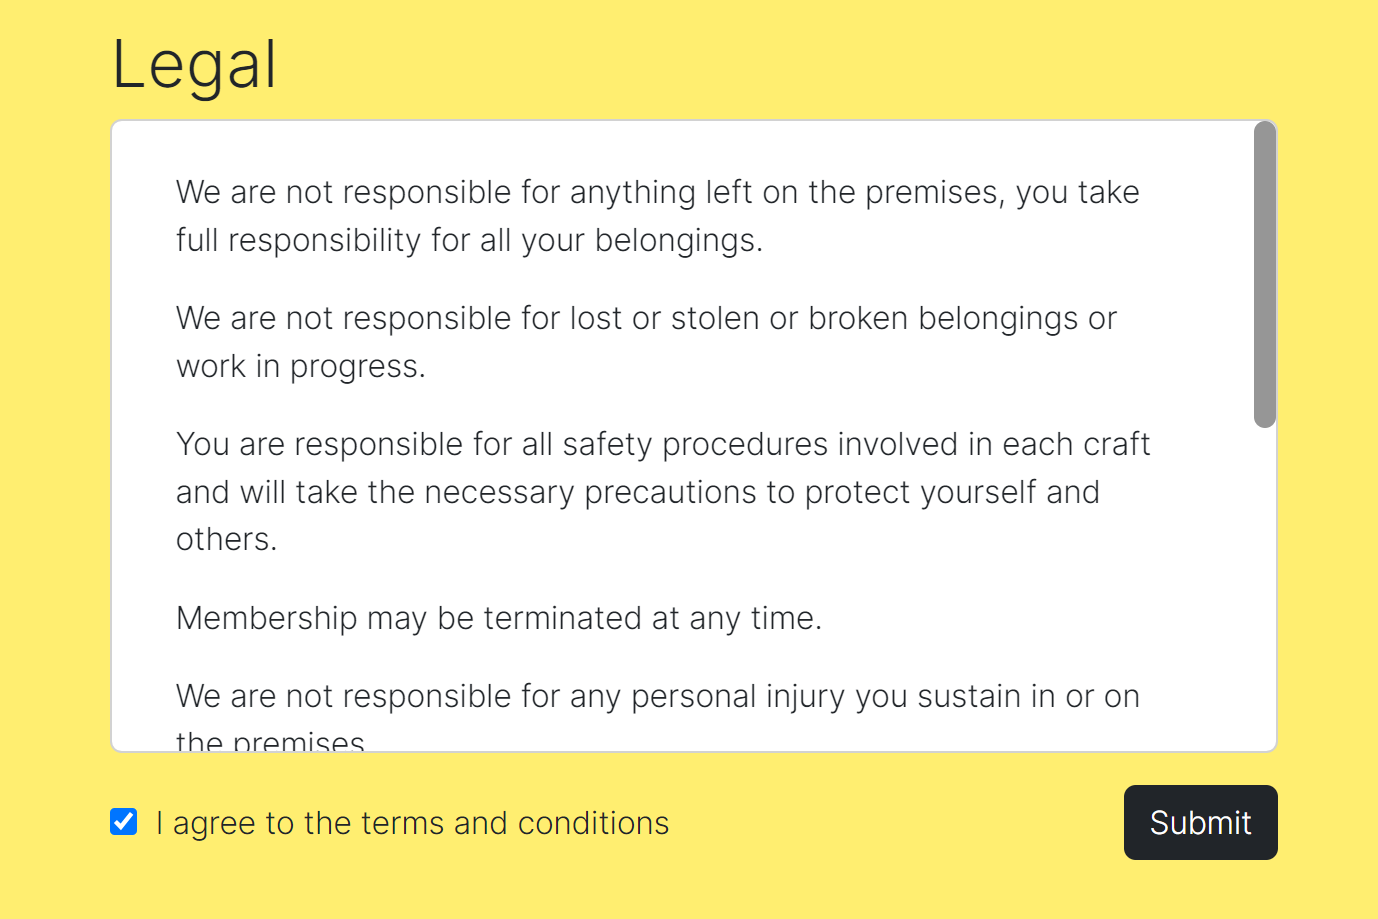 Legal
We are not responsible for anything left on the premises, you take
full responsibility for all your belongings.
We are not responsible for lost or stolen or broken belongings or
work in progress.
You are responsible for all safety procedures involved in each craft
and will take the necessary precautions to protect yourself and
others.
Membership may be terminated at any time.
We are not responsible for any personal injury you sustain in or on
the premises
I agree to the terms and conditions
Submit